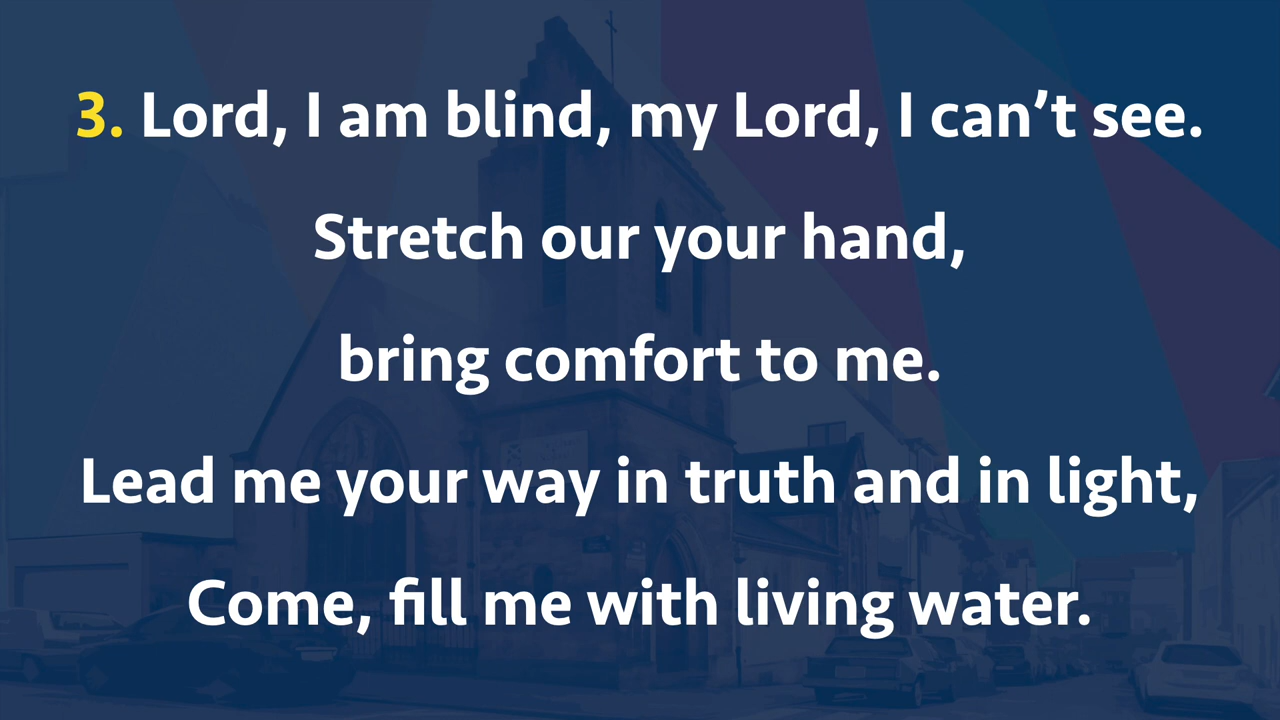 3. Lord, I am blind, my Lord, I can’t see.
Stretch our your hand,
bring comfort to me.
Lead me your way in truth and in light,
Come, fill me with living water.